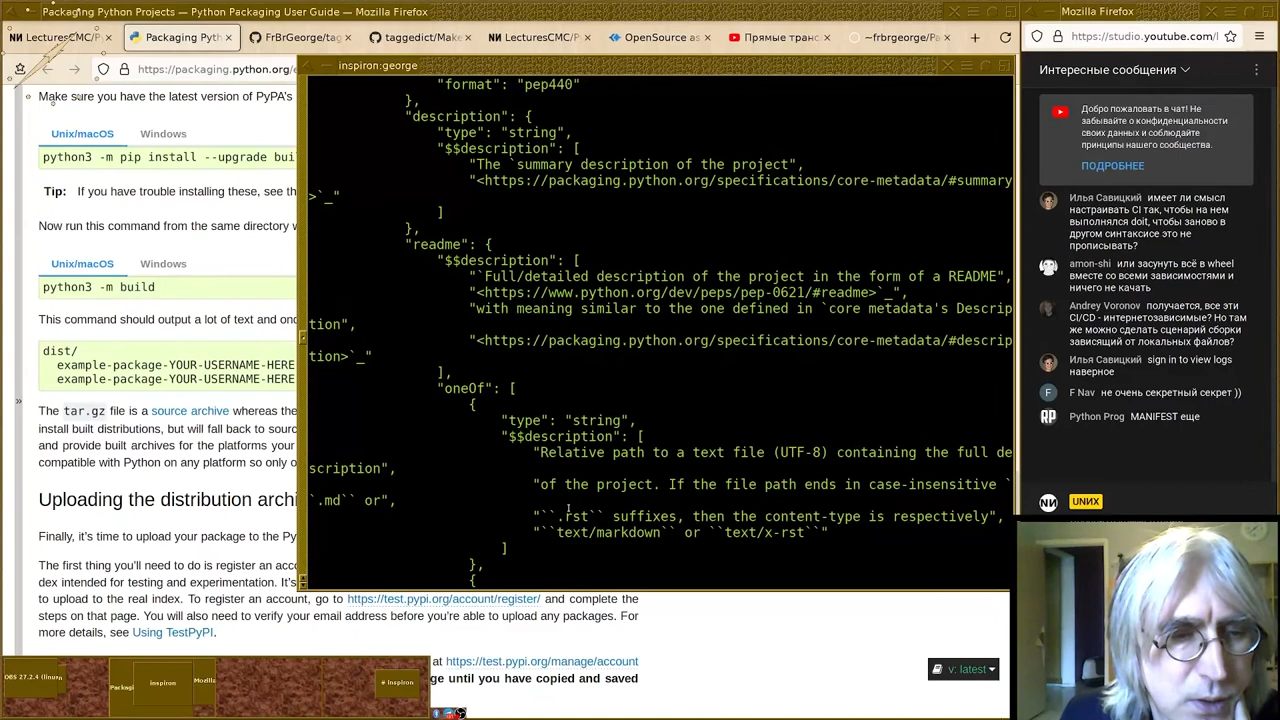 Packaging Python Projects — Python Packaging User Guide — Mozilla Firefox
Mozilla Firefox
LecturesCMC/P
Packaging Pyth
FrBrGeorge/tag
taggedict/Make
LecturesCMC/P
OpenSource as
Прямые транс
~frbrgeorge/Pa
https://packaging.python.org/e
https://studio.youtube.com/l
inspiron:george
Make sure you have the latest version of PyPA's
Unix/macOS Windows
python3 -m pip install --upgrade bui
Tip: If you have trouble installing these, see th
Now run this command from the same directory w
Unix/macOS Windows
python3 -m build
This command should output a lot of text and onc
dist/
example-package-YOUR-USERNAME-HERE
example-package-YOUR-USERNAME-HERE
The tar.gz file is a source archive whereas the
install built distributions, but will fall back to sourc
and provide built archives for the platforms your
compatible with Python on any platform so only o
Uploading the distribution archi
Finally, it's time to upload your package to the Py
The first thing you'll need to do is register an acco
dex intended for testing and experimentation. It's
to upload to the real index. To register an account, go to https://test.pypi.org/account/register/ and complete the
steps on that page. You will also need to verify your email address before you're able to upload any packages. For
more details, see Using TestPyPI.
at https://test.pypi.org/manage/account
ge until you have copied and saved
"format": "pep440"
},
"description": {
"type": "string",
"$$description": [
"The `summary description of the project",
"<https://packaging.python.org/specifications/core-metadata/#summary
>`_"
]
},
"readme": {
"$$description": [
"`Full/detailed description of the project in the form of a README",
"<https://www.python.org/dev/peps/pep-0621/#readme>`_",
"with meaning similar to the one defined in `core metadata's Descrip
tion",
"<https://packaging.python.org/specifications/core-metadata/#descrip
tion>`_"
],
"oneOf": [
{
"type": "string",
"$$description": [
"Relative path to a text file (UTF-8) containing the full de
scription",
"of the project. If the file path ends in case-insensitive `
`.md`` or",
"``.rst`` suffixes, then the content-type is respectively",
"``text/markdown`` or ``text/x-rst``"
]
},
{
v: latest
Интересные сообщения
Добро пожаловать в чат! Не
забывайте о конфиденциальности
своих данных и соблюдайте
принципы нашего сообщества.
ПОДРОБНЕЕ
Илья Савицкий имеет ли смысл
настраивать CI так, чтобы на нем
выполнялся doit, чтобы заново в
другом синтаксисе это не
прописывать?
amon-shi или засунуть всё в wheel
вместе со всеми зависимостями и
ничего не качать
Andrey Voronov получается, все эти
CI/CD - интернетозависимые? Но там
же можно сделать сценарий сборки
зависящий от локальных файлов?
Илья Савицкий sign in to view logs
наверное
F
F Nav не очень секретный секрет ))
Python Prog MANIFEST еще
UNИX
OBS 27.2.4 (linux
Packagi
inspiron
Mozilla
# Inspiron